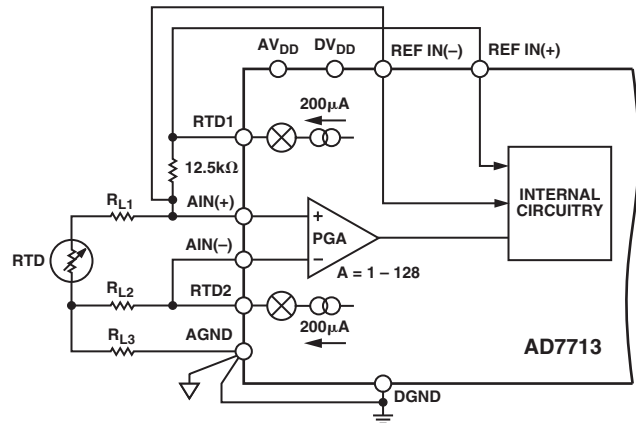 AVDD
DVDD
REF IN(–)
REF IN(+)
200µA
RTD1
12.5kΩ
RL1
AIN(+)
INTERNAL
CIRCUITRY
AIN(–)
PGA
A = 1 – 128
RTD
RL2
RTD2
200µA
RL3
AGND
AD7713
DGND